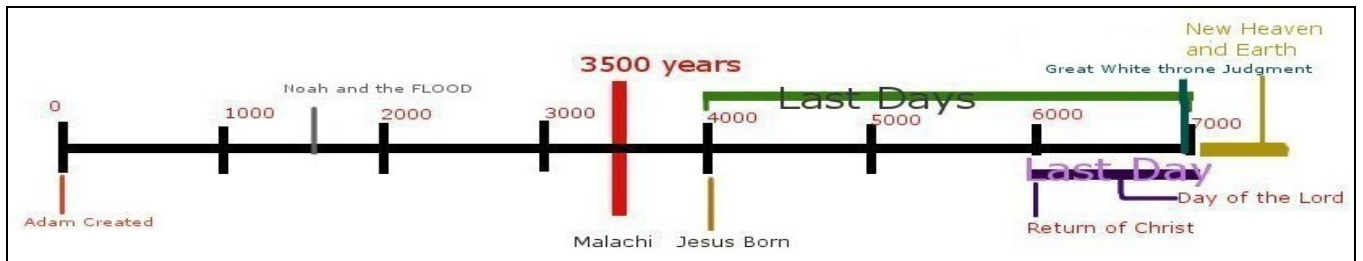 New Heaven
and Earth
Great White throne Judgment
3500 years
Noah and the FLOOD
Last Days
0
1000
2000
3000
4000
5000
6000
7000
Last Day
Day of the Lord
Adam Created
Malachi
Jesus Born
Return of Christ